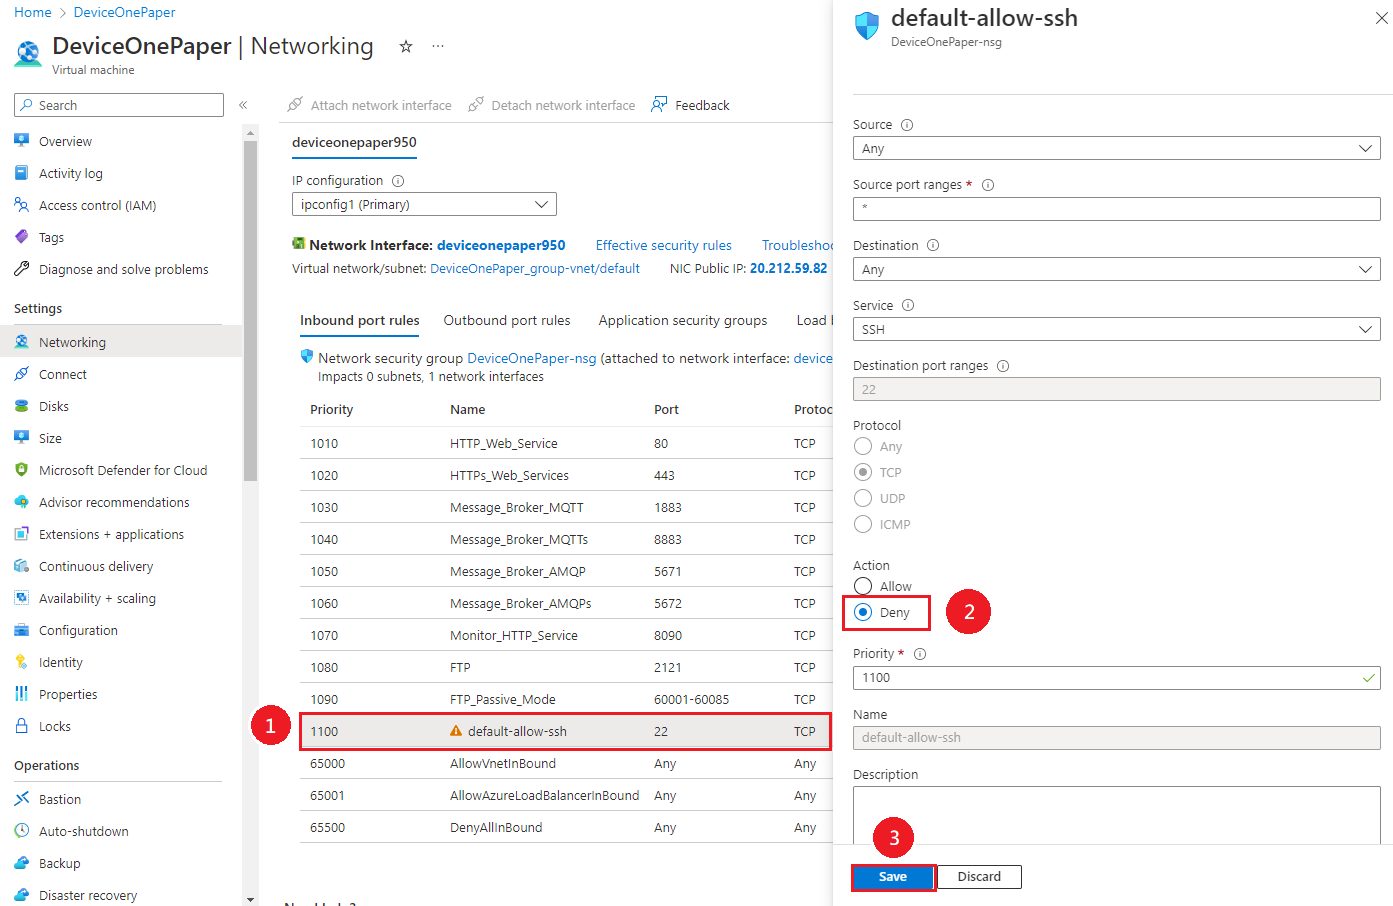 Home > DeviceOnePaper
DeviceOnePaper | Networking
Virtual machine
Search
Overview
Activity log
Access control (IAM)
Tags
Diagnose and solve problems
Settings
Networking
Connect
Disks
Size
Microsoft Defender for Cloud
Advisor recommendations
Extensions + applications
Continuous delivery
Availability + scaling
Configuration
Identity
Properties
Locks
Operations
Bastion
Auto-shutdown
Backup
Disaster recovery
Attach network interface Detach network interface Feedback
deviceonepaper950
IP configuration
ipconfig1 (Primary)
Network Interface: deviceonepaper950 Effective security rules Troubleshoo
Virtual network/subnet: DeviceOnePaper_group-vnet/default NIC Public IP: 20.212.59.82
Inbound port rules Outbound port rules Application security groups Load
Network security group DeviceOnePaper-nsg (attached to network interface: device
Impacts 0 subnets, 1 network interfaces
Priority Name Port Protoc
1010 HTTP_Web_Service 80 TCP
1020 HTTPs_Web_Services 443 TCP
1030 Message_Broker_MQTT 1883 TCP
1040 Message_Broker_MQTTs 8883 TCP
1050 Message_Broker_AMQP 5671 TCP
1060 Message_Broker_AMQPs 5672 TCP
1070 Monitor_HTTP_Service 8090 TCP
1080 FTP 2121 TCP
1090 FTP_Passive_Mode 60001-60085 TCP
1 1100 default-allow-ssh 22 TCP
65000 AllowVnetInBound Any Any
65001 AllowAzureLoadBalancerInBound Any Any
65500 DenyAllInBound Any Any
default-allow-ssh
DeviceOnePaper-nsg
Source
Any
Source port ranges *
*
Destination
Any
Service
SSH
Destination port ranges
22
Protocol
Any
TCP
UDP
ICMP
Action
Allow
Deny 2
Priority *
1100
Name
default-allow-ssh
Description
3
Save Discard